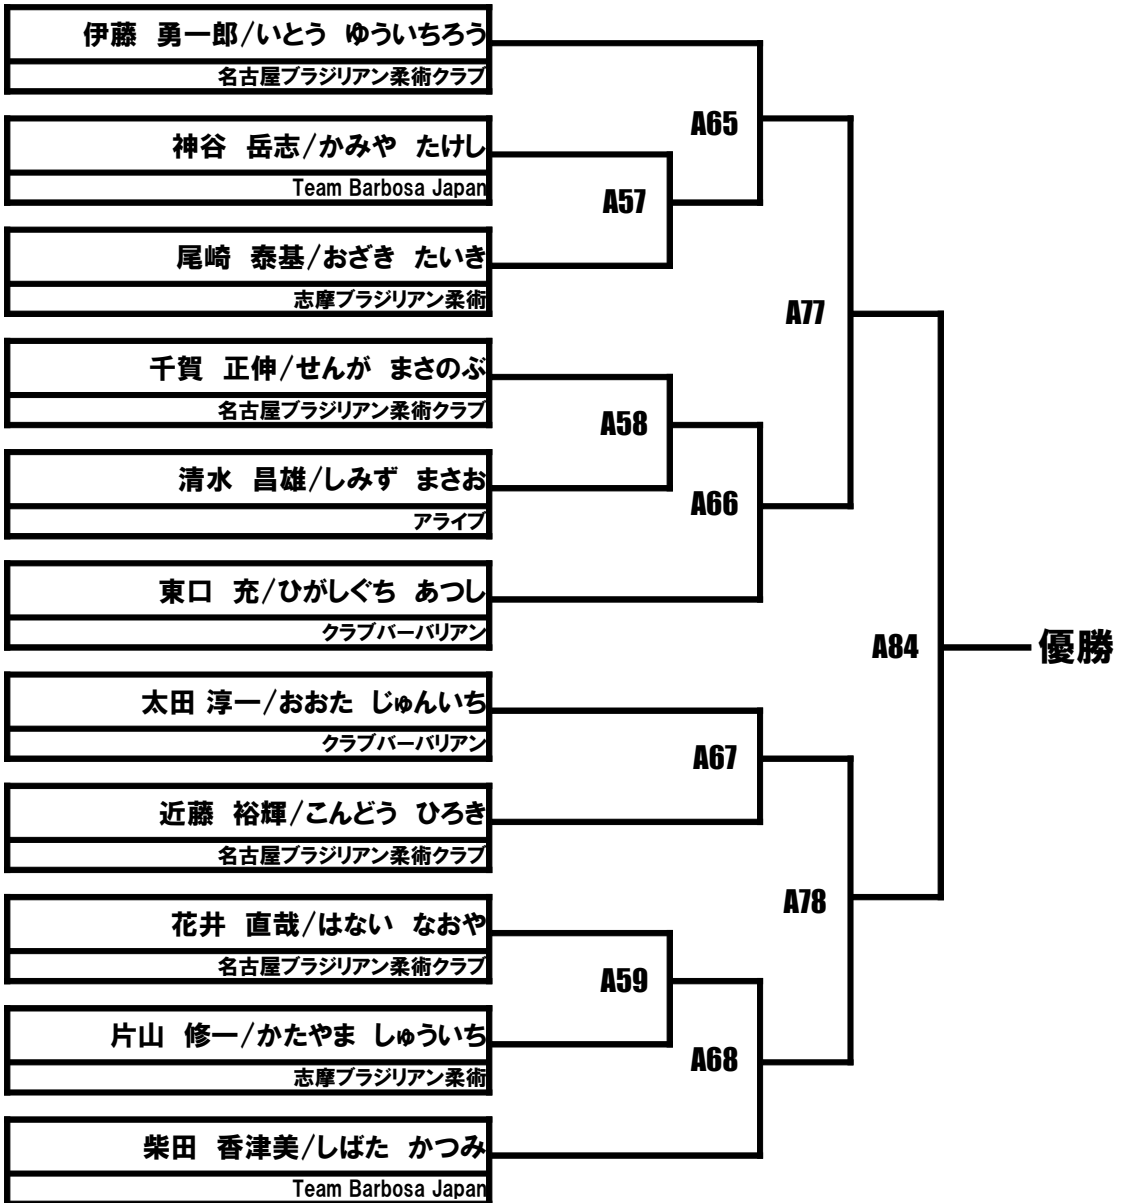 伊藤　勇一郎/いとう　ゆういちろう
名古屋ブラジリアン柔術クラブ
A65
神谷　岳志/かみや　たけし
Team Barbosa Japan
A57
尾崎　泰基/おざき　たいき
志摩ブラジリアン柔術
A77
千賀　正伸/せんが　まさのぶ
名古屋ブラジリアン柔術クラブ
A58
清水　昌雄/しみず　まさお
アライブ
A66
東口　充/ひがしぐち　あつし
クラブバーバリアン
A84
優勝
太田 淳一/おおた　じゅんいち
クラブバーバリアン
A67
近藤　裕輝/こんどう　ひろき
名古屋ブラジリアン柔術クラブ
A78
花井　直哉/はない　なおや
名古屋ブラジリアン柔術クラブ
A59
片山　修一/かたやま　しゅういち
志摩ブラジリアン柔術
A68
柴田　香津美/しばた　かつみ
Team Barbosa Japan